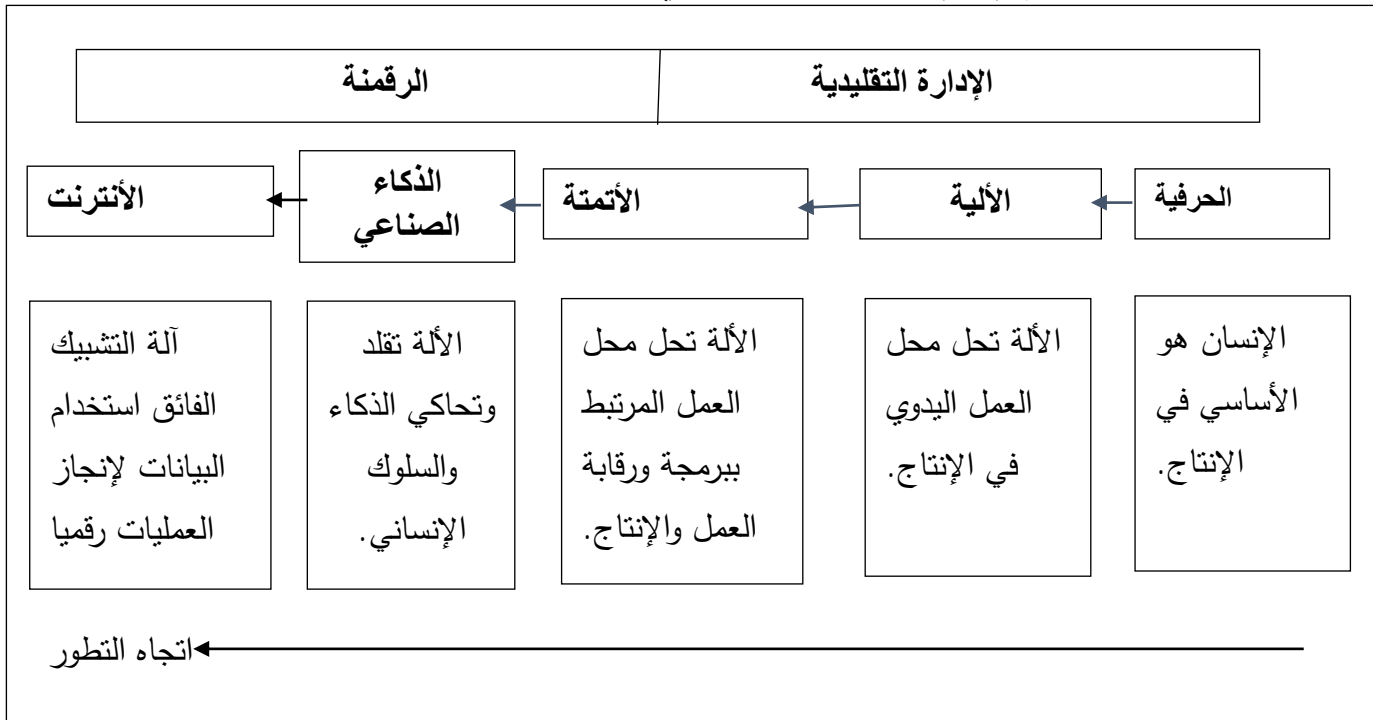 الإدارة التقليدية
الرقمنة
الحرفية
الألية
الأتمتة
الذكاء
الصناعي
الأنترنت
الإنسان هو
الأساسي في
الإنتاج.
الألة تحل محل
العمل اليدوي
في الإنتاج.
الألة تحل محل
العمل المرتبط
ببرمجة ورقابة
العمل والإنتاج.
الألة تقلد
وتحاكي الذكاء
والسلوك
الإنساني.
آلة التشبيك
الفائق استخدام
البيانات لإنجاز
العمليات رقميا
اتجاه التطور